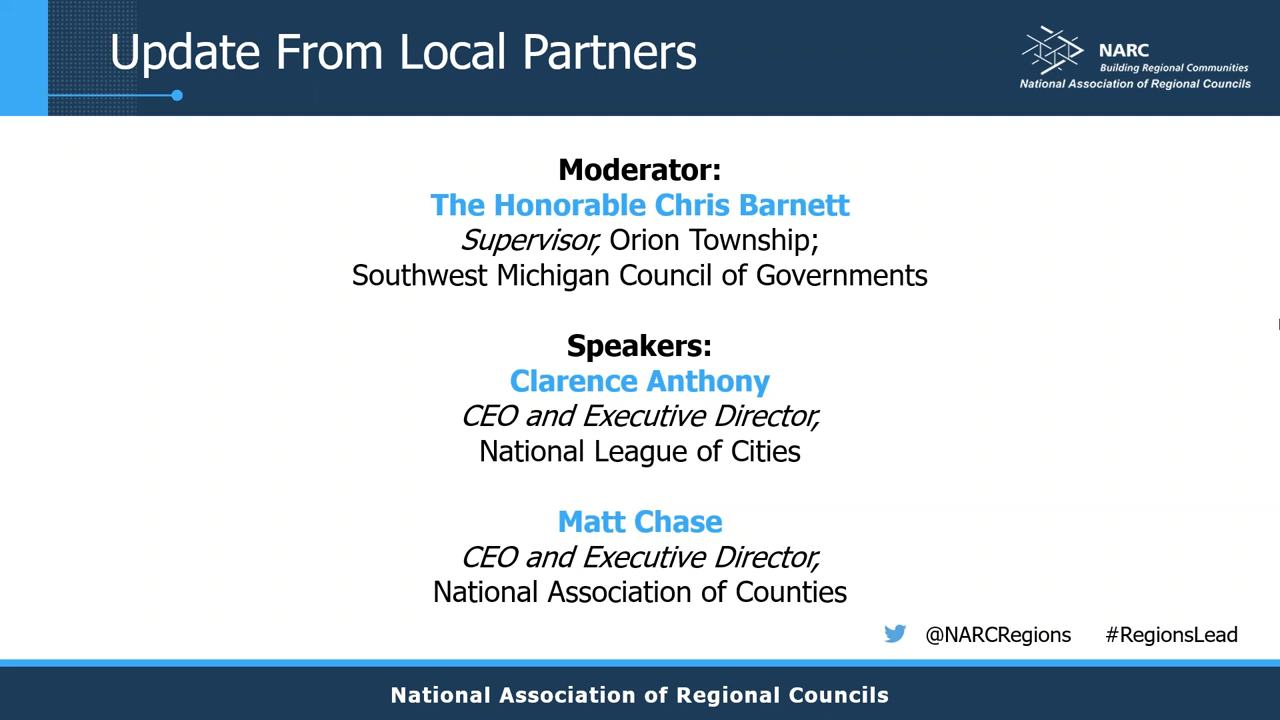 Update From Local Partners
NARC
Building Regional Communities
National Association of Regional Councils
Moderator:
The Honorable Chris Barnett
Supervisor, Orion Township;
Southwest Michigan Council of Governments
Speakers:
Clarence Anthony
CEO and Executive Director,
National League of Cities
Matt Chase
CEO and Executive Director,
National Association of Counties
@NARCRegions #RegionsLead
National Association of Regional Councils